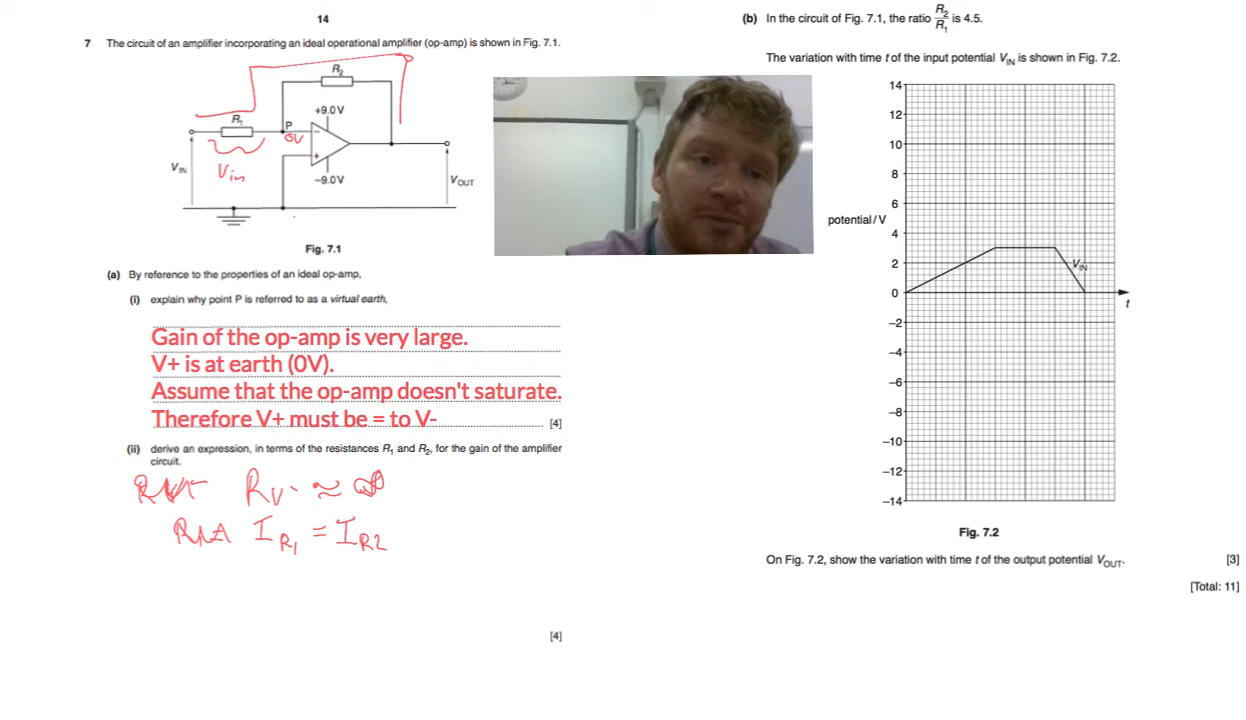 14
7 The circuit of an amplifier incorporating an ideal operational amplifier (op-amp) is shown in Fig. 7.1.
R2
+9.0V
R1
P
0V
–
+
VIN
Vin
–9.0V
VOUT
Fig. 7.1
(a) By reference to the properties of an ideal op-amp,
(i) explain why point P is referred to as a virtual earth,
Gain of the op-amp is very large.
V+ is at earth (0V).
Assume that the op-amp doesn't saturate.
Therefore V+ must be = to V-
[4]
(ii) derive an expression, in terms of the resistances R1 and R2, for the gain of the amplifier
circuit.
RV- ≈ ∞
IR1 = IR2
[4]
(b) In the circuit of Fig. 7.1, the ratio R2/R1 is 4.5.
The variation with time t of the input potential VIN is shown in Fig. 7.2.
14
12
10
8
6
potential/V
4
2
VIN
0
t
–2
–4
–6
–8
–10
–12
–14
Fig. 7.2
On Fig. 7.2, show the variation with time t of the output potential VOUT.
[3]
[Total: 11]